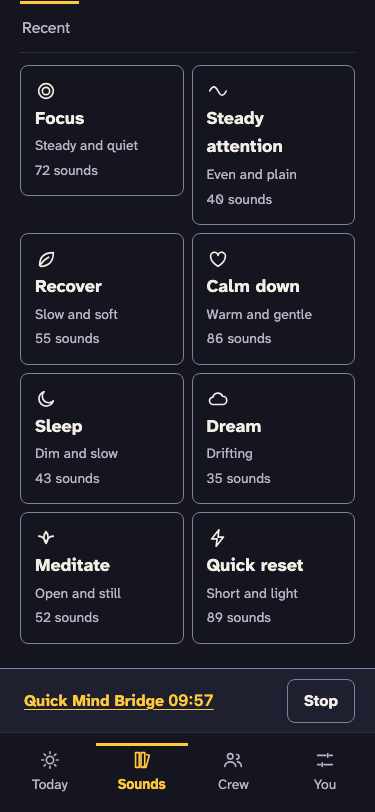 Recent
Focus
Steady and quiet
72 sounds
Steady
attention
Even and plain
40 sounds
Recover
Slow and soft
55 sounds
Calm down
Warm and gentle
86 sounds
Sleep
Dim and slow
43 sounds
Dream
Drifting
35 sounds
Meditate
Open and still
52 sounds
Quick reset
Short and light
89 sounds
Quick Mind Bridge 09:57
Stop
Today
Sounds
Crew
You